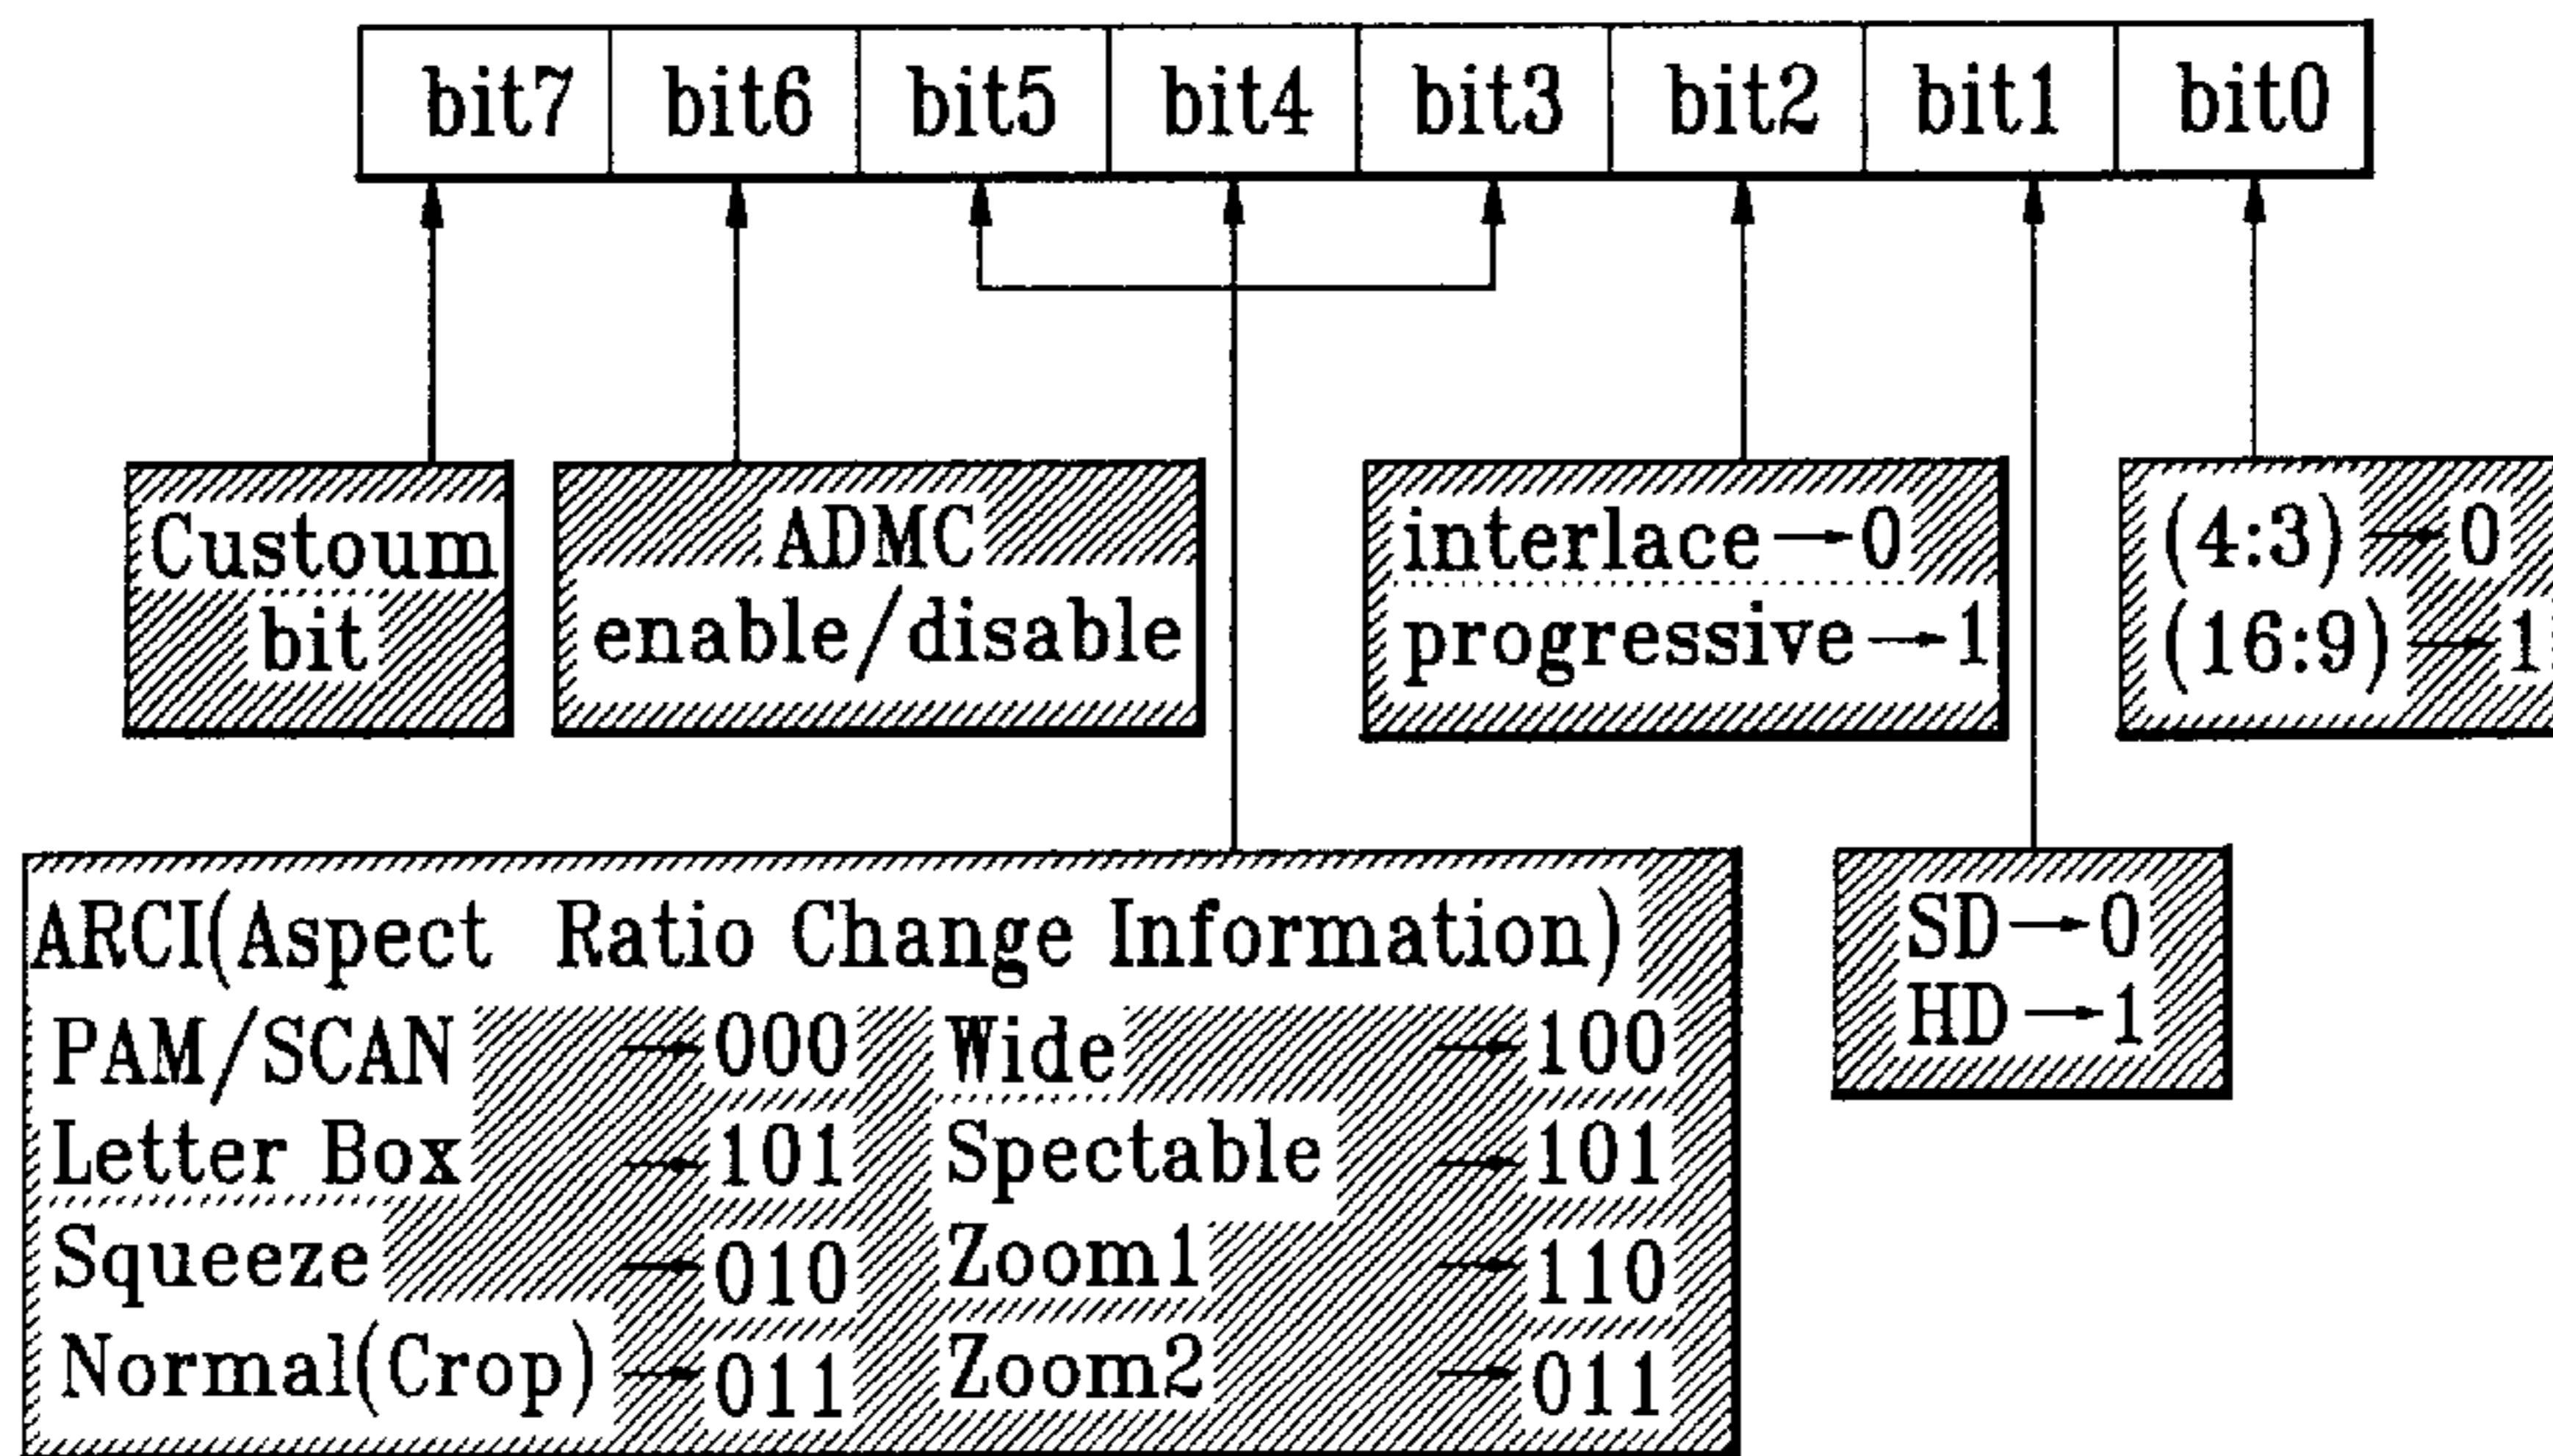 bit7 bit6 bit5 bit4 bit3 bit2 bit1 bit0
Custoum
bit
ADMC
enable/disable
interlace→0
progressive→1
(4:3)→0
(16:9)→1
ARCI(Aspect Ratio Change Information)
PAM/SCAN →000 Wide →100
Letter Box →101 Spectable →101
Squeeze →010 Zoom1 →110
Normal(Crop) →011 Zoom2 →011
SD→0
HD→1